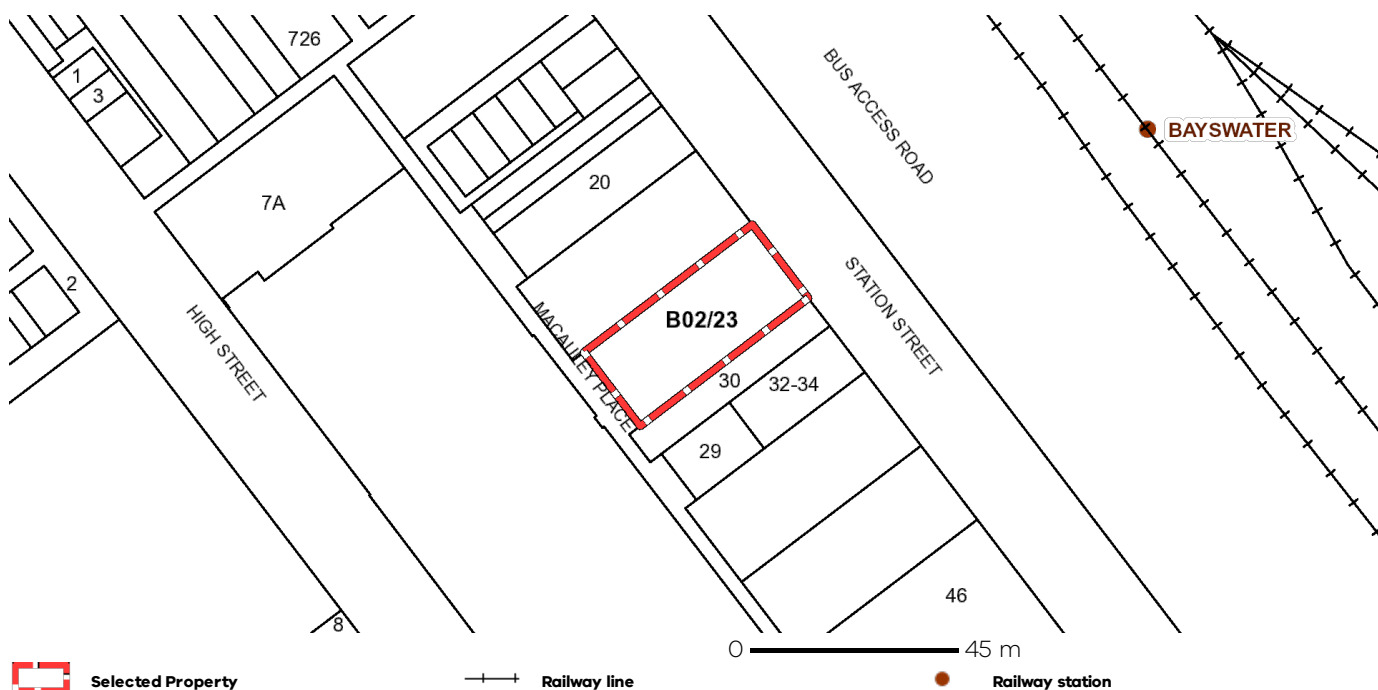 726
1
3
BUS ACCESS ROAD
BAYSWATER
20
7A
2
HIGH STREET
MACAULEY PLACE
B02/23
STATION STREET
30
32-34
29
46
8
0 45 m
Selected Property Railway line Railway station